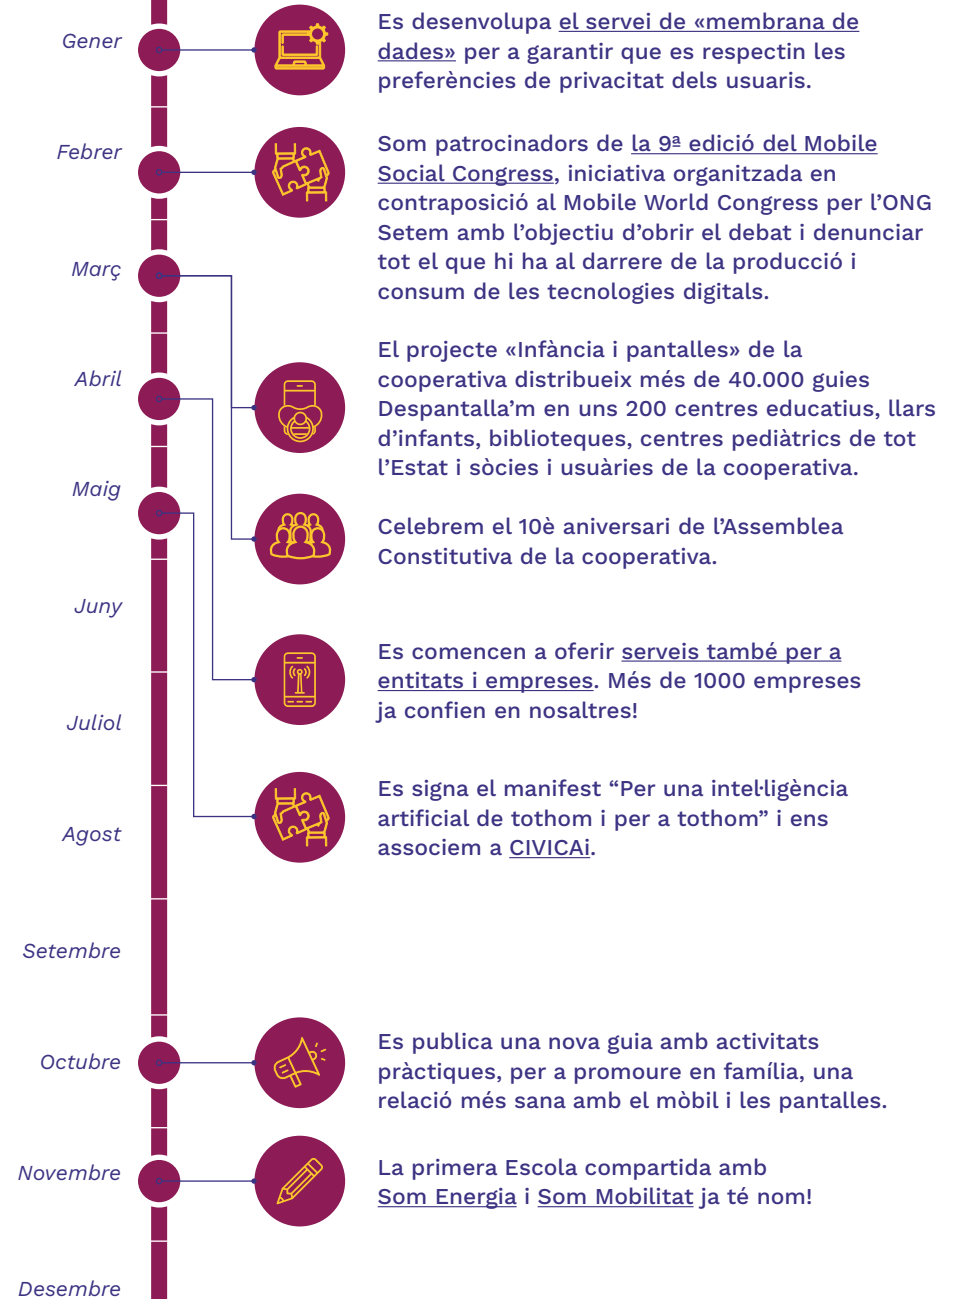 Gener
Es desenvolupa el servei de «membrana de
dades» per a garantir que es respectin les
preferències de privacitat dels usuaris.
Febrer
Som patrocinadors de la 9ª edició del Mobile
Social Congress, iniciativa organitzada en
contraposició al Mobile World Congress per l’ONG
Setem amb l’objectiu d’obrir el debat i denunciar
tot el que hi ha al darrere de la producció i
consum de les tecnologies digitals.
Març
El projecte «Infància i pantalles» de la
cooperativa distribueix més de 40.000 guies
Despantalla’m en uns 200 centres educatius, llars
d’infants, biblioteques, centres pediàtrics de tot
l’Estat i sòcies i usuàries de la cooperativa.
Abril
Maig
Celebrem el 10è aniversari de l’Assemblea
Constitutiva de la cooperativa.
Juny
Es comencen a oferir serveis també per a
entitats i empreses. Més de 1000 empreses
ja confien en nosaltres!
Juliol
Es signa el manifest “Per una intel·ligència
artificial de tothom i per a tothom” i ens
associem a CIVICAi.
Agost
Setembre
Octubre
Es publica una nova guia amb activitats
pràctiques, per a promoure en família, una
relació més sana amb el mòbil i les pantalles.
Novembre
La primera Escola compartida amb
Som Energia i Som Mobilitat ja té nom!
Desembre